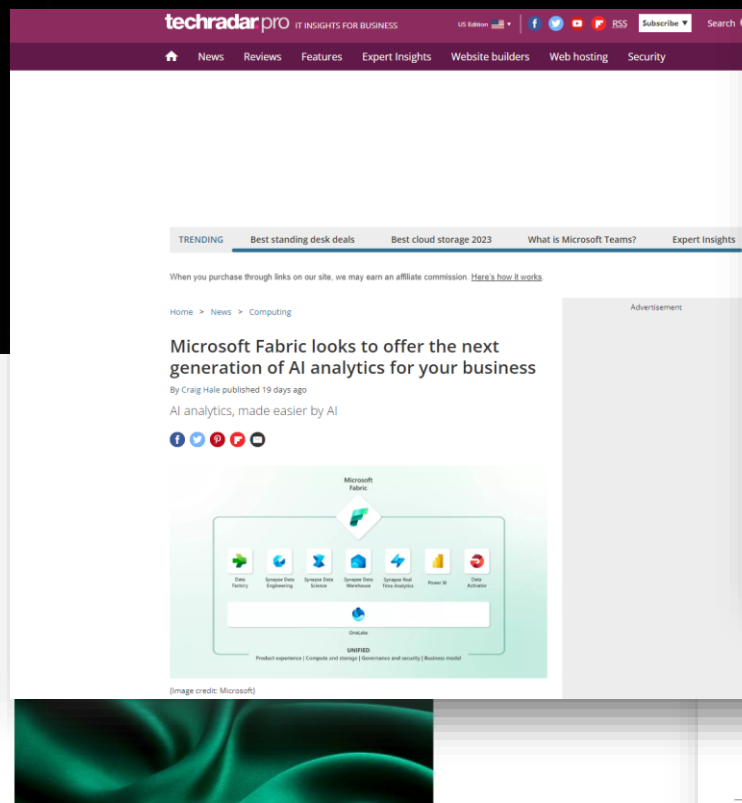 techradar pro IT INSIGHTS FOR BUSINESS
US Edition
RSS
Subscribe ▼
Search
News
Reviews
Features
Expert Insights
Website builders
Web hosting
Security
TRENDING
Best standing desk deals
Best cloud storage 2023
What is Microsoft Teams?
Expert Insights
When you purchase through links on our site, we may earn an affiliate commission. Here's how it works.
Home > News > Computing
Advertisement
Microsoft Fabric looks to offer the next
generation of AI analytics for your business
By Craig Hale published 19 days ago
AI analytics, made easier by AI
Microsoft
Fabric
Data
Factory
Synapse Data
Engineering
Synapse Data
Science
Synapse Data
Warehouse
Synapse Real
Time Analytics
Power BI
Data
Activator
OneLake
UNIFIED
Product experience | Compute and storage | Governance and security | Business model
(Image credit: Microsoft)